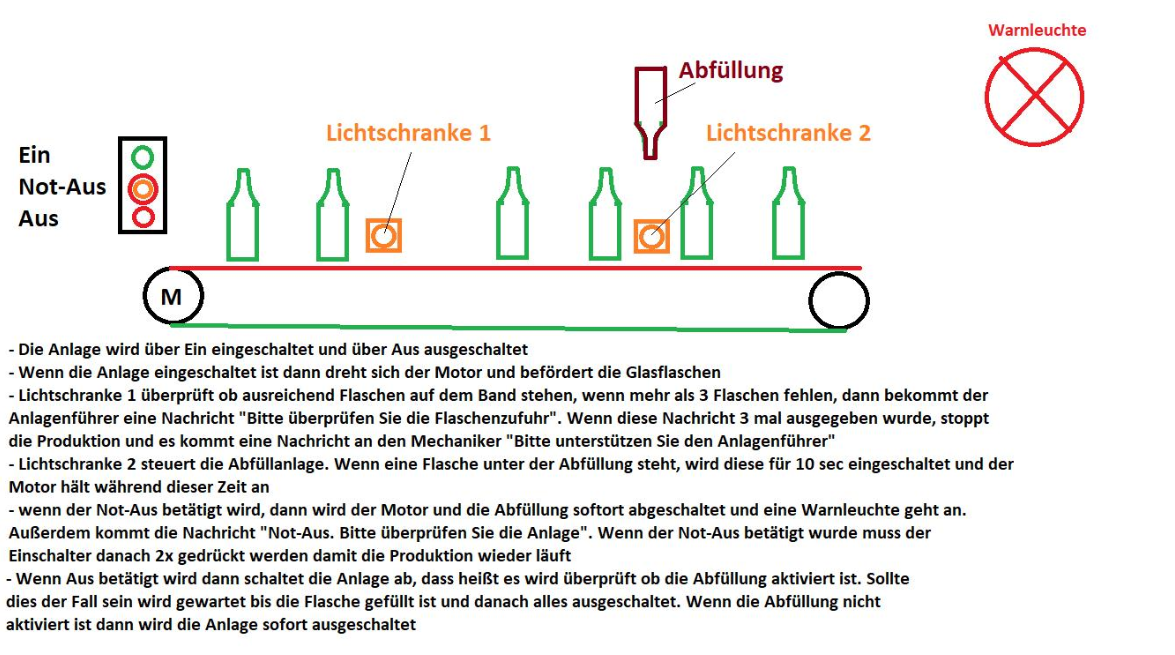 Warnleuchte
Abfüllung
Lichtschranke 1
Lichtschranke 2
Ein
Not-Aus
Aus
M
- Die Anlage wird über Ein eingeschaltet und über Aus ausgeschaltet
- Wenn die Anlage eingeschaltet ist dann dreht sich der Motor und befördert die Glasflaschen
- Lichtschranke 1 überprüft ob ausreichend Flaschen auf dem Band stehen, wenn mehr als 3 Flaschen fehlen, dann bekommt der
Anlagenführer eine Nachricht "Bitte überprüfen Sie die Flaschenzufuhr". Wenn diese Nachricht 3 mal ausgegeben wurde, stoppt
die Produktion und es kommt eine Nachricht an den Mechaniker "Bitte unterstützen Sie den Anlagenführer"
- Lichtschranke 2 steuert die Abfüllanlage. Wenn eine Flasche unter der Abfüllung steht, wird diese für 10 sec eingeschaltet und der
Motor hält während dieser Zeit an
- wenn der Not-Aus betätigt wird, dann wird der Motor und die Abfüllung softort abgeschaltet und eine Warnleuchte geht an.
Außerdem kommt die Nachricht "Not-Aus. Bitte überprüfen Sie die Anlage". Wenn der Not-Aus betätigt wurde muss der
Einschalter danach 2x gedrückt werden damit die Produktion wieder läuft
- Wenn Aus betätigt wird dann schaltet die Anlage ab, dass heißt es wird überprüft ob die Abfüllung aktiviert ist. Sollte
dies der Fall sein wird gewartet bis die Flasche gefüllt ist und danach alles ausgeschaltet. Wenn die Abfüllung nicht
aktiviert ist dann wird die Anlage sofort ausgeschaltet